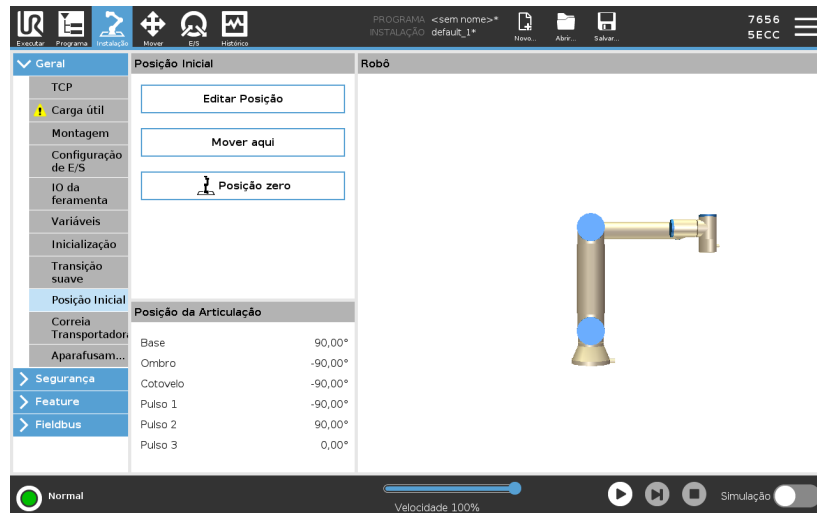 UR
Executar
Programa
Instalação
Mover
E/S
Histórico
PROGRAMA <sem nome>*
INSTALAÇÃO default_1*
Novo...
Abrir...
Salvar...
7656
5ECC
Geral
TCP
Carga útil
Montagem
Configuração
de E/S
IO da
feramenta
Variáveis
Inicialização
Transição
suave
Posição Inicial
Correia
Transportadora
Aparafusam...
Segurança
Feature
Fieldbus
Posição Inicial
Editar Posição
Mover aqui
Posição zero
Posição da Articulação
Base 90,00°
Ombro -90,00°
Cotovelo -90,00°
Pulso 1 -90,00°
Pulso 2 90,00°
Pulso 3 0,00°
Robô
Normal
Velocidade 100%
Simulação